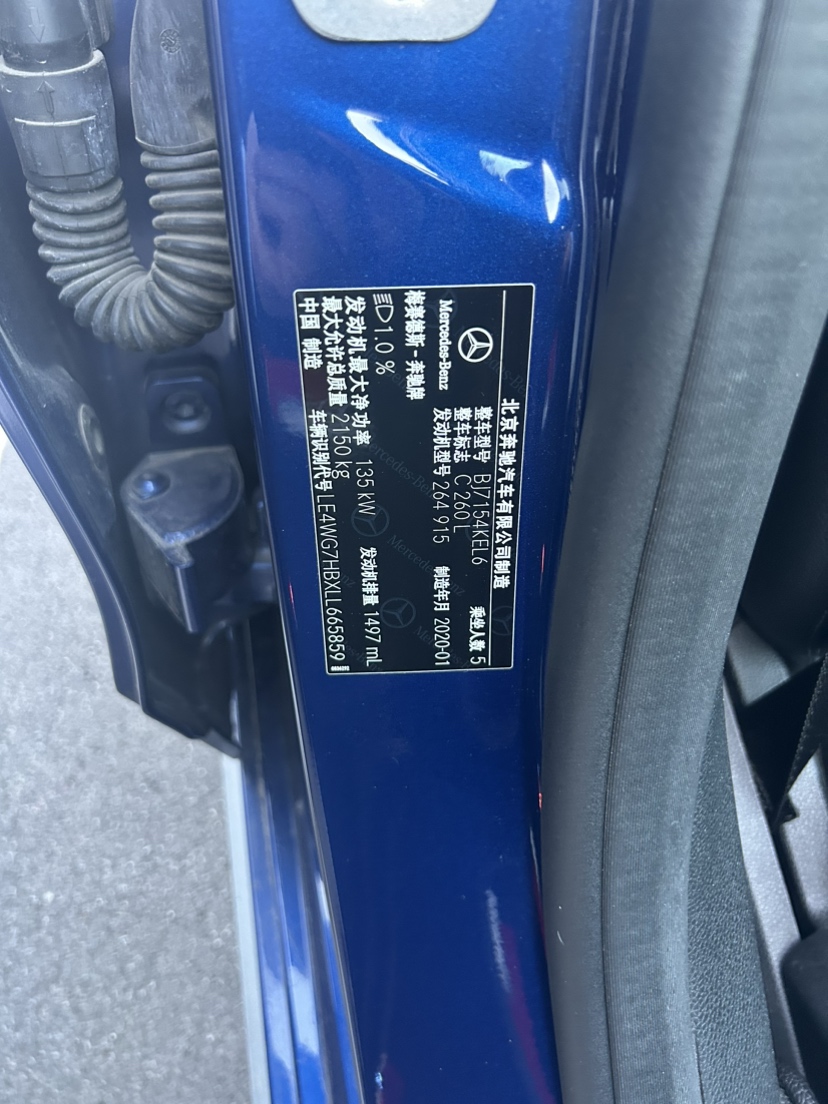 北京奔驰汽车有限公司制造
Mercedes-Benz
梅赛德斯-奔驰牌
整车型号 BJ7154KEL6 乘坐人数 5
整车标志 C 260 L
发动机型号 264 915 制造年月 2020-01
1.0 %
发动机最大净功率 135 kW 发动机排量 1497 mL
最大允许总质量 2150 kg
中国 制造 车辆识别代号 LE4WG7HBXLL665859